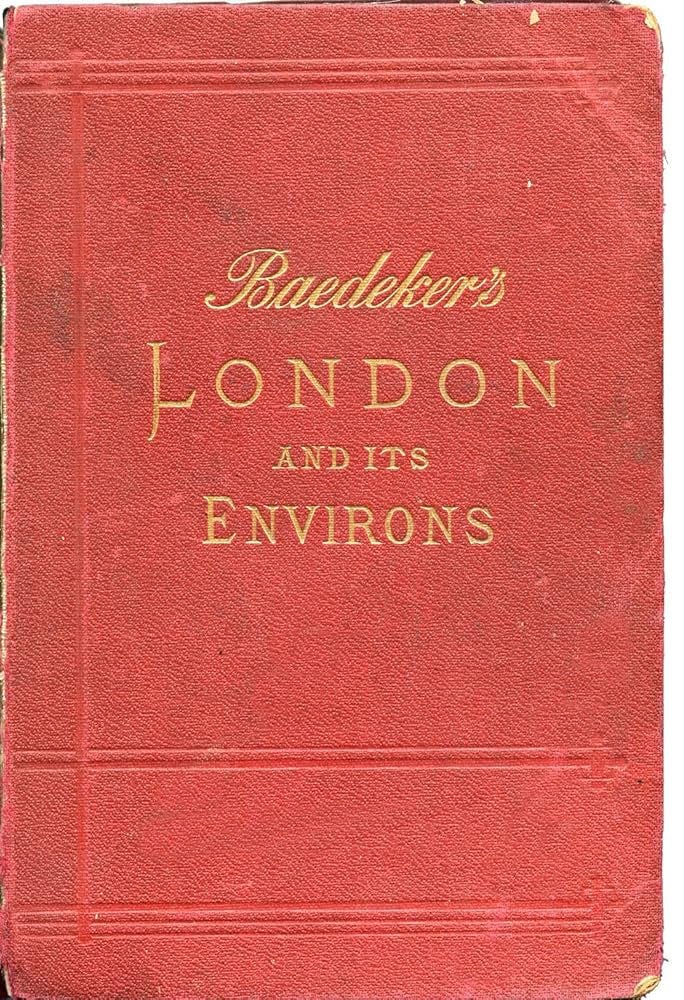 Baedeker's
LONDON
AND ITS
ENVIRONS